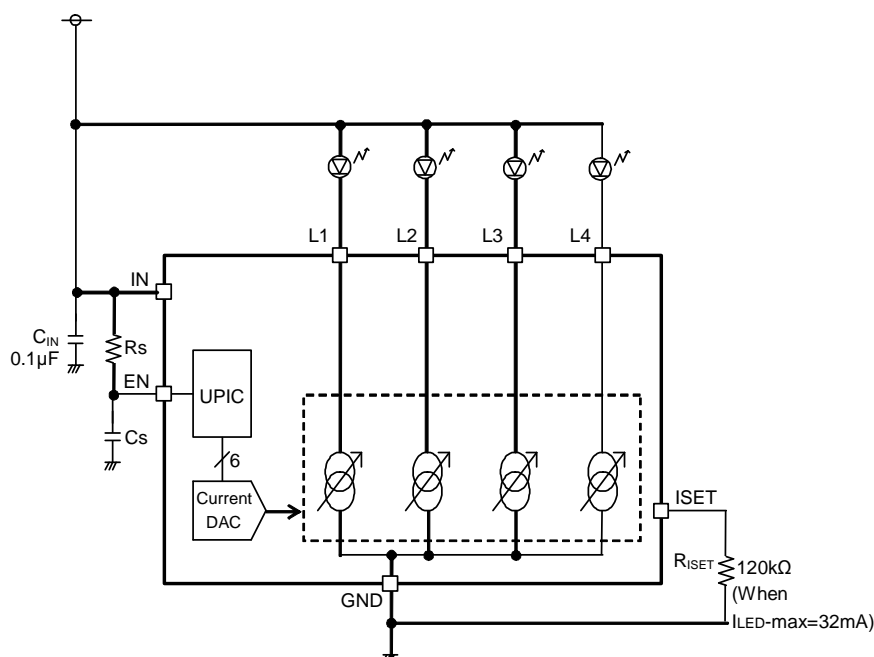 L1
L2
L3
L4
IN
CIN
0.1µF
Rs
EN
UPIC
Cs
6
Current
DAC
ISET
RISET
120kΩ
(When
ILED-max=32mA)
GND